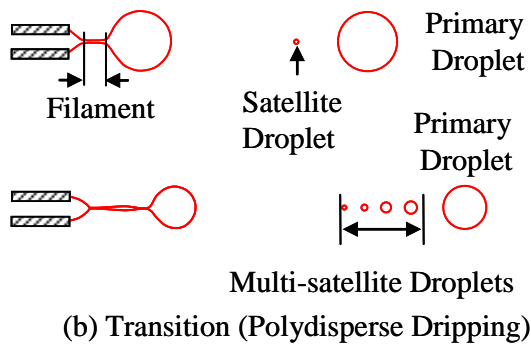 Primary
Droplet
Filament
Satellite
Droplet
Primary
Droplet
Multi-satellite Droplets
(b) Transition (Polydisperse Dripping)